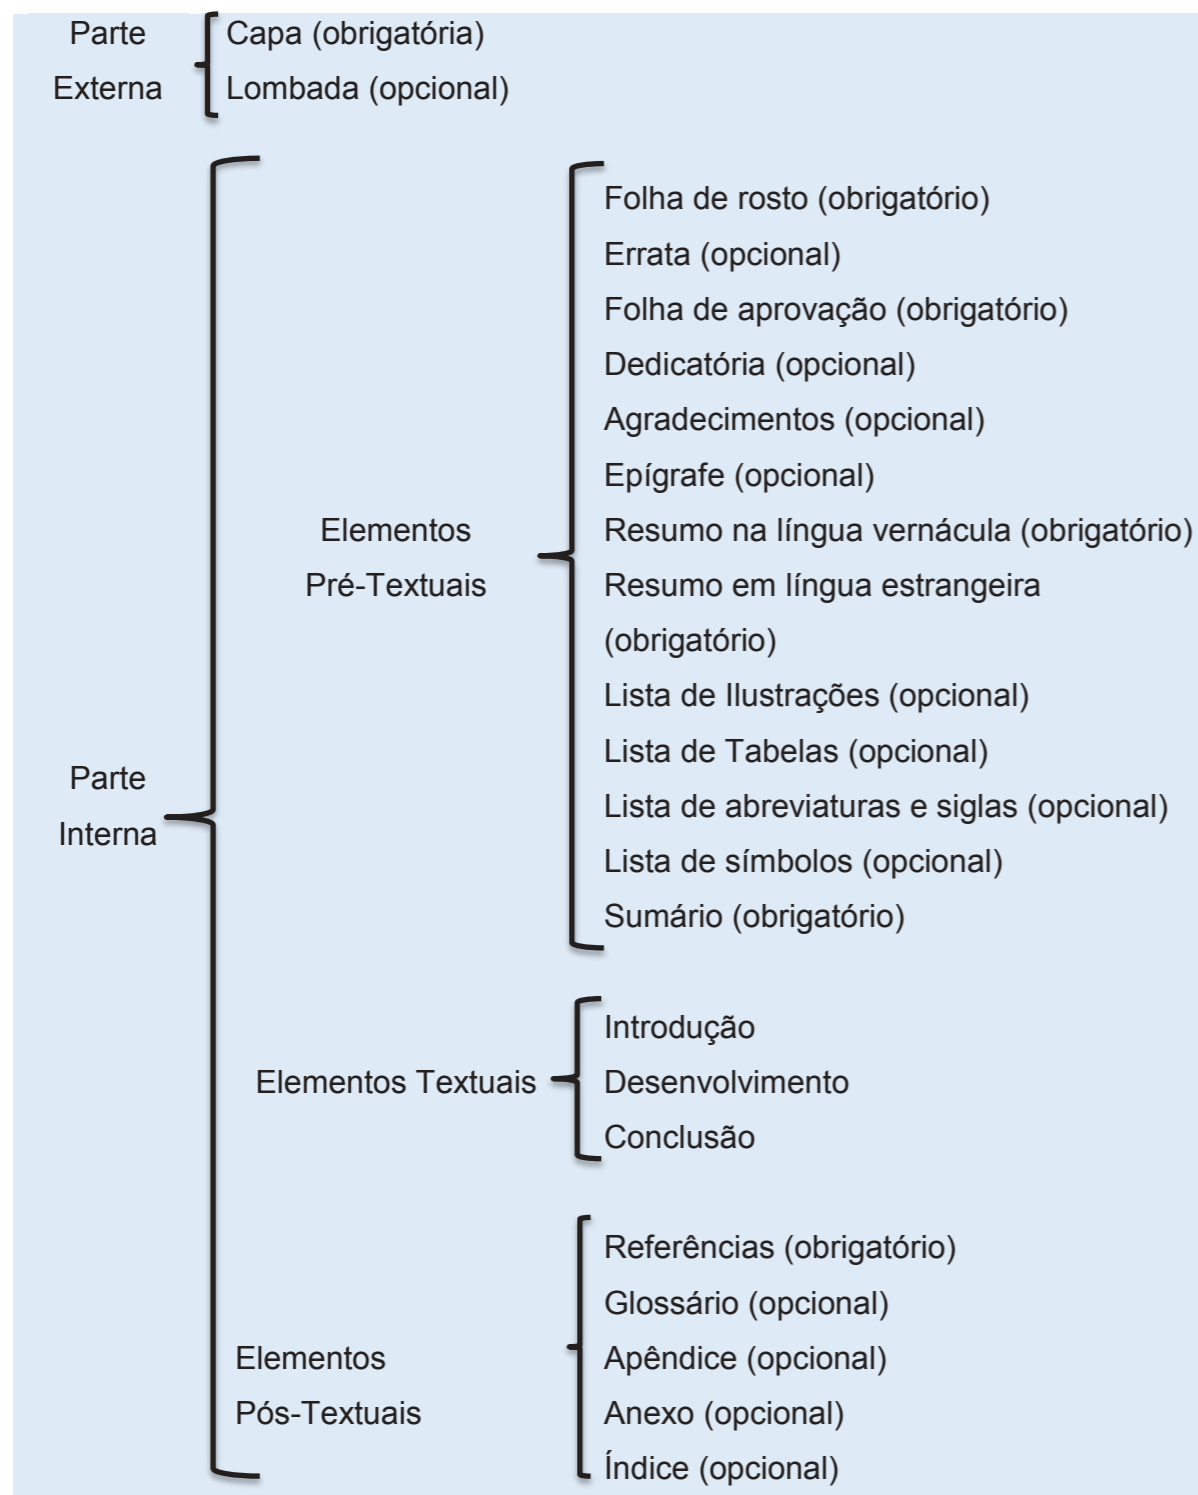 Parte
Externa
Capa (obrigatória)
Lombada (opcional)
Parte
Interna
Elementos
Pré-Textuais
Folha de rosto (obrigatório)
Errata (opcional)
Folha de aprovação (obrigatório)
Dedicatória (opcional)
Agradecimentos (opcional)
Epígrafe (opcional)
Resumo na língua vernácula (obrigatório)
Resumo em língua estrangeira
(obrigatório)
Lista de Ilustrações (opcional)
Lista de Tabelas (opcional)
Lista de abreviaturas e siglas (opcional)
Lista de símbolos (opcional)
Sumário (obrigatório)
Elementos Textuais
Introdução
Desenvolvimento
Conclusão
Elementos
Pós-Textuais
Referências (obrigatório)
Glossário (opcional)
Apêndice (opcional)
Anexo (opcional)
Índice (opcional)